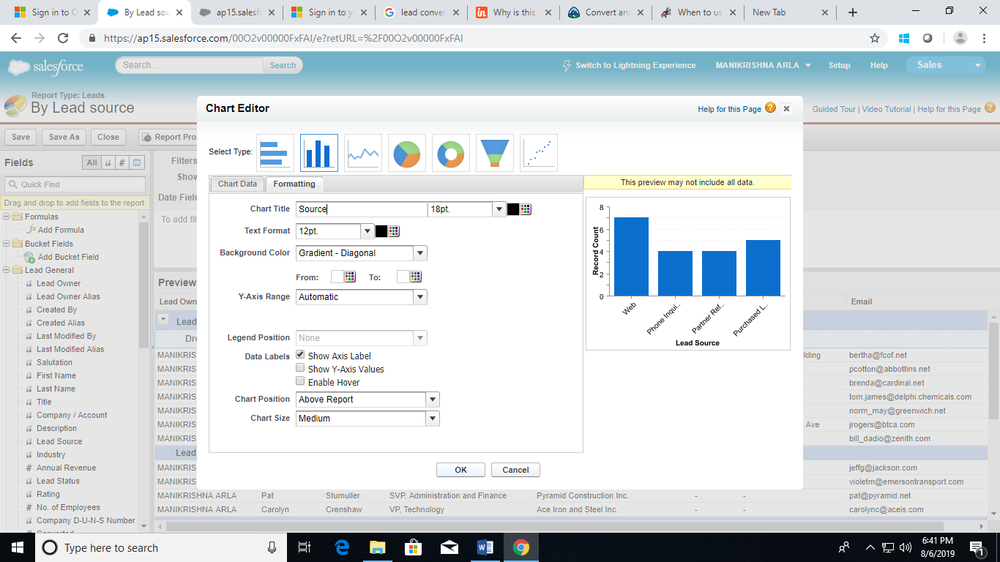 Sign in to C
By Lead sou
ap15.salesf
Sign in to y
lead conver
Why is this
Convert and
When to us
New Tab
https://ap15.salesforce.com/00O2v00000FxFAI/e?retURL=%2F00O2v00000FxFAI
salesforce
Search...
Search
Switch to Lightning Experience
MANIKRISHNA ARLA
Setup
Help
Sales
Report Type: Leads
By Lead source
Guided Tour | Video Tutorial | Help for this Page
Save
Save As
Close
Report Pro
Chart Editor
Help for this Page
Select Type:
Chart Data
Formatting
This preview may not include all data.
Chart Title
Source
18pt.
Text Format
12pt.
Background Color
Gradient - Diagonal
From:
To:
Y-Axis Range
Automatic
Legend Position
None
Data Labels
Show Axis Label
Show Y-Axis Values
Enable Hover
Chart Position
Above Report
Chart Size
Medium
OK
Cancel
Record Count
8
6
4
2
0
Web
Phone Inqui..
Partner Ref..
Purchased L..
Lead Source
Fields
All
a
#
Quick Find
Drag and drop to add fields to the report.
Formulas
Add Formula
Bucket Fields
Add Bucket Field
Lead General
a Lead Owner
a Lead Owner Alias
a Created By
a Created Alias
a Last Modified By
a Last Modified Alias
a Salutation
a First Name
a Last Name
a Title
a Company / Account
a Description
a Lead Source
a Industry
# Annual Revenue
a Lead Status
a Rating
# No. of Employees
a Company D-U-N-S Number
Converted
Filters
Show
Date Field
To add fil
Preview
Lead Own
Email
Lead
Dro
MANIKRIS
lding
bertha@fcof.net
MANIKRIS
pcotton@abbottins.net
MANIKRIS
brenda@cardinal.net
MANIKRIS
tom.james@delphi.chemicals.com
MANIKRIS
norm_may@greenwich.net
MANIKRIS
Ave
jrogers@btca.com
MANIKRIS
bill_dadio@zenith.com
Lead
MANIKRIS
jeffg@jackson.com
MANIKRIS
violetm@emersontransport.com
MANIKRISHNA ARLA Pat Stumuller SVP, Administration and Finance Pyramid Construction Inc. - - pat@pyramid.net
MANIKRISHNA ARLA Carolyn Crenshaw VP, Technology Ace Iron and Steel Inc. - - carolync@aceis.com
Type here to search
6:41 PM
8/6/2019
1